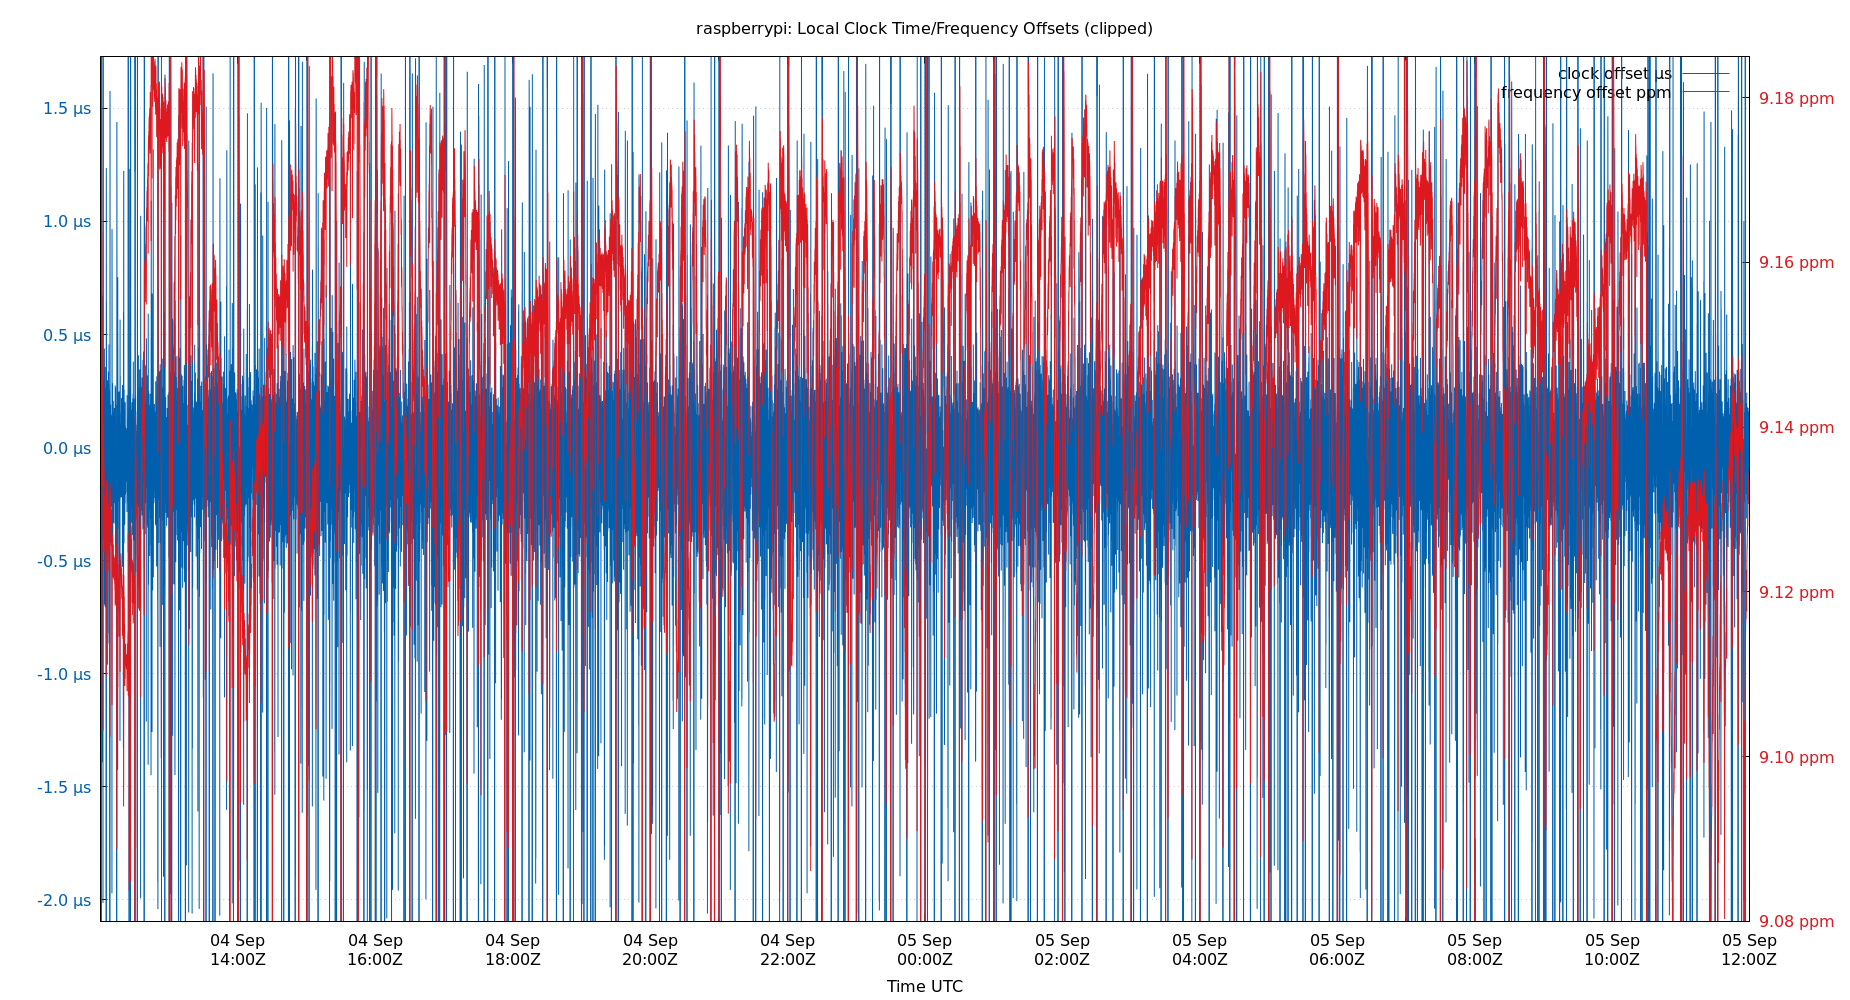 raspberrypi: Local Clock Time/Frequency Offsets (clipped)
clock offset µs
frequency offset ppm
1.5 µs
1.0 µs
0.5 µs
0.0 µs
-0.5 µs
-1.0 µs
-1.5 µs
-2.0 µs
9.18 ppm
9.16 ppm
9.14 ppm
9.12 ppm
9.10 ppm
9.08 ppm
04 Sep
14:00Z
04 Sep
16:00Z
04 Sep
18:00Z
04 Sep
20:00Z
04 Sep
22:00Z
05 Sep
00:00Z
05 Sep
02:00Z
05 Sep
04:00Z
05 Sep
06:00Z
05 Sep
08:00Z
05 Sep
10:00Z
05 Sep
12:00Z
Time UTC